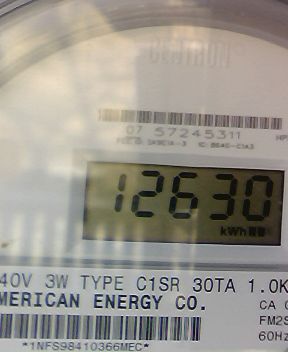 07 57245311
12630
kWh
40V 3W TYPE C1SR 30TA 1.0K
MERICAN ENERGY CO.
CA
FM2S
60Hz
*1NFS98410366MEC*